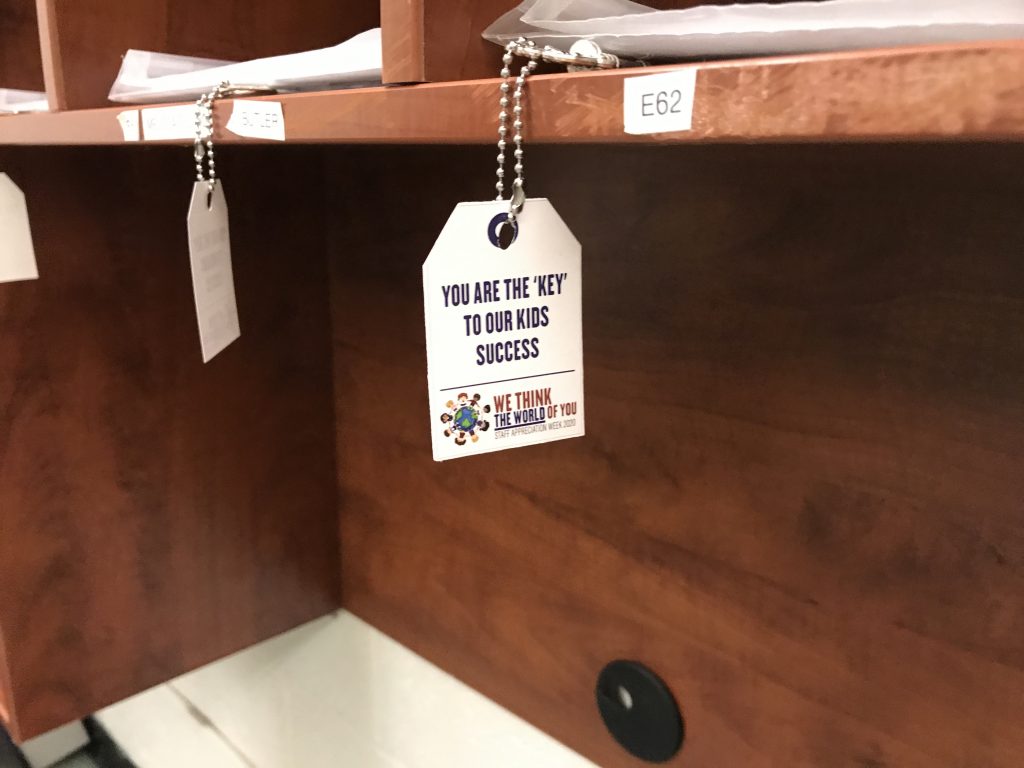 BUTLER
E62
YOU ARE THE ‘KEY’
TO OUR KIDS
SUCCESS
WE THINK
THE WORLD OF YOU
STAFF APPRECIATION WEEK 2020